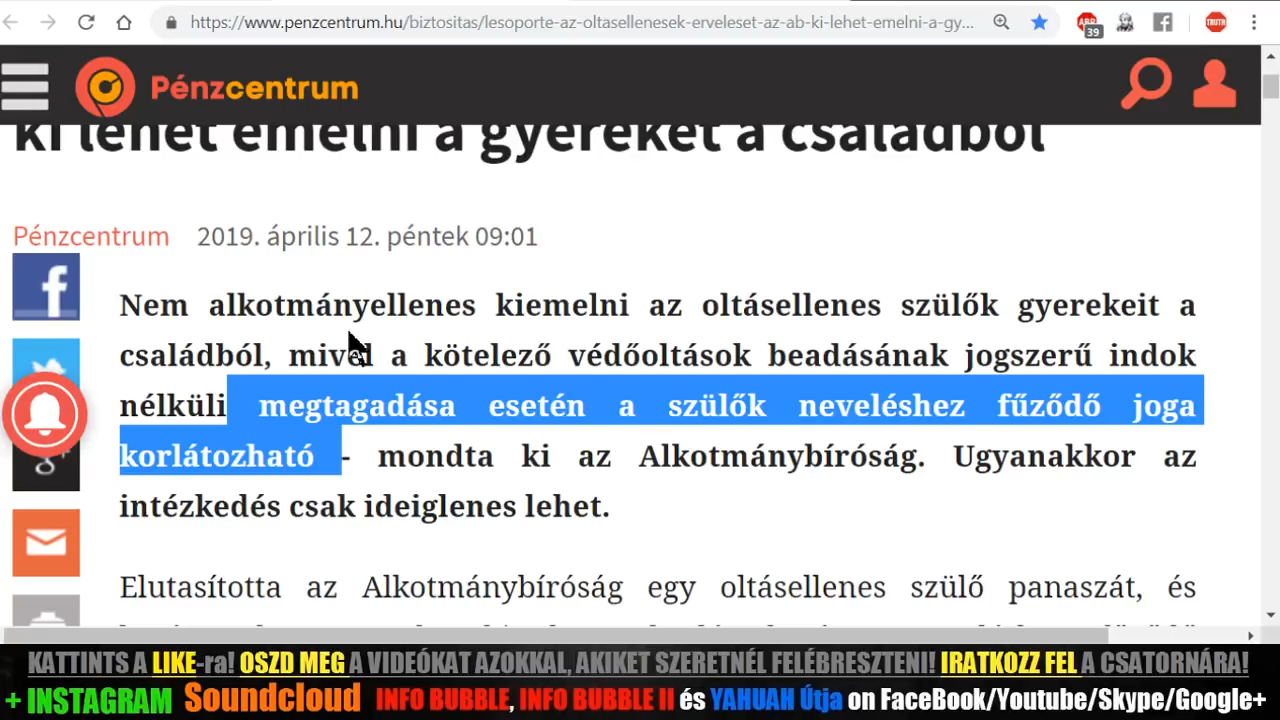 https://www.penzcentrum.hu/biztositas/lesoporte-az-oltasellenesek-erveleset-az-ab-ki-lehet-emelni-a-gy...
ABP
39
TRUTH
Pénzcentrum
ki lehet emelni a gyereket a családból
Pénzcentrum 2019. április 12. péntek 09:01
Nem alkotmányellenes kiemelni az oltásellenes szülők gyerekeit a
családból, mivel a kötelező védőoltások beadásának jogszerű indok
nélküli megtagadása esetén a szülők neveléshez fűződő joga
korlátozható - mondta ki az Alkotmánybíróság. Ugyanakkor az
intézkedés csak ideiglenes lehet.
Elutasította az Alkotmánybíróság egy oltásellenes szülő panaszát, és
KATTINTS A LIKE-ra! OSZD MEG A VIDEÓKAT AZOKKAL, AKIKET SZERETNÉL FELÉBRESZTENI! IRATKOZZ FEL A CSATORNÁRA!
+ INSTAGRAM Soundcloud INFO BUBBLE, INFO BUBBLE II és YAHUAH Útja on FaceBook/Youtube/Skype/Google+